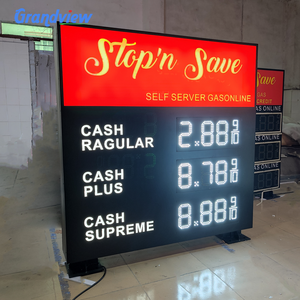 Grandview
Stop'n Save
SELF SERVER GASONLINE
CASH
RAGULAR
2.88 9/10
CASH
PLUS
8.78 9/10
CASH
SUPREME
8.88 9/10
CREDIT